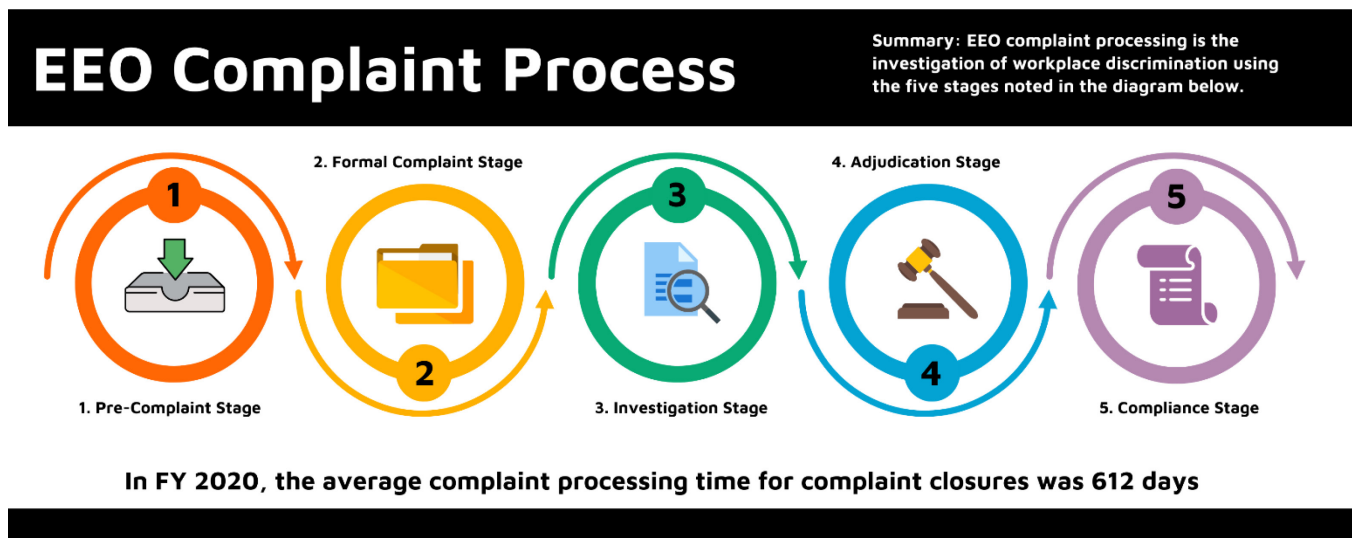 EEO Complaint Process
Summary: EEO complaint processing is the
investigation of workplace discrimination using
the five stages noted in the diagram below.
2. Formal Complaint Stage
4. Adjudication Stage
1
3
5
2
4
1. Pre-Complaint Stage
3. Investigation Stage
5. Compliance Stage
In FY 2020, the average complaint processing time for complaint closures was 612 days